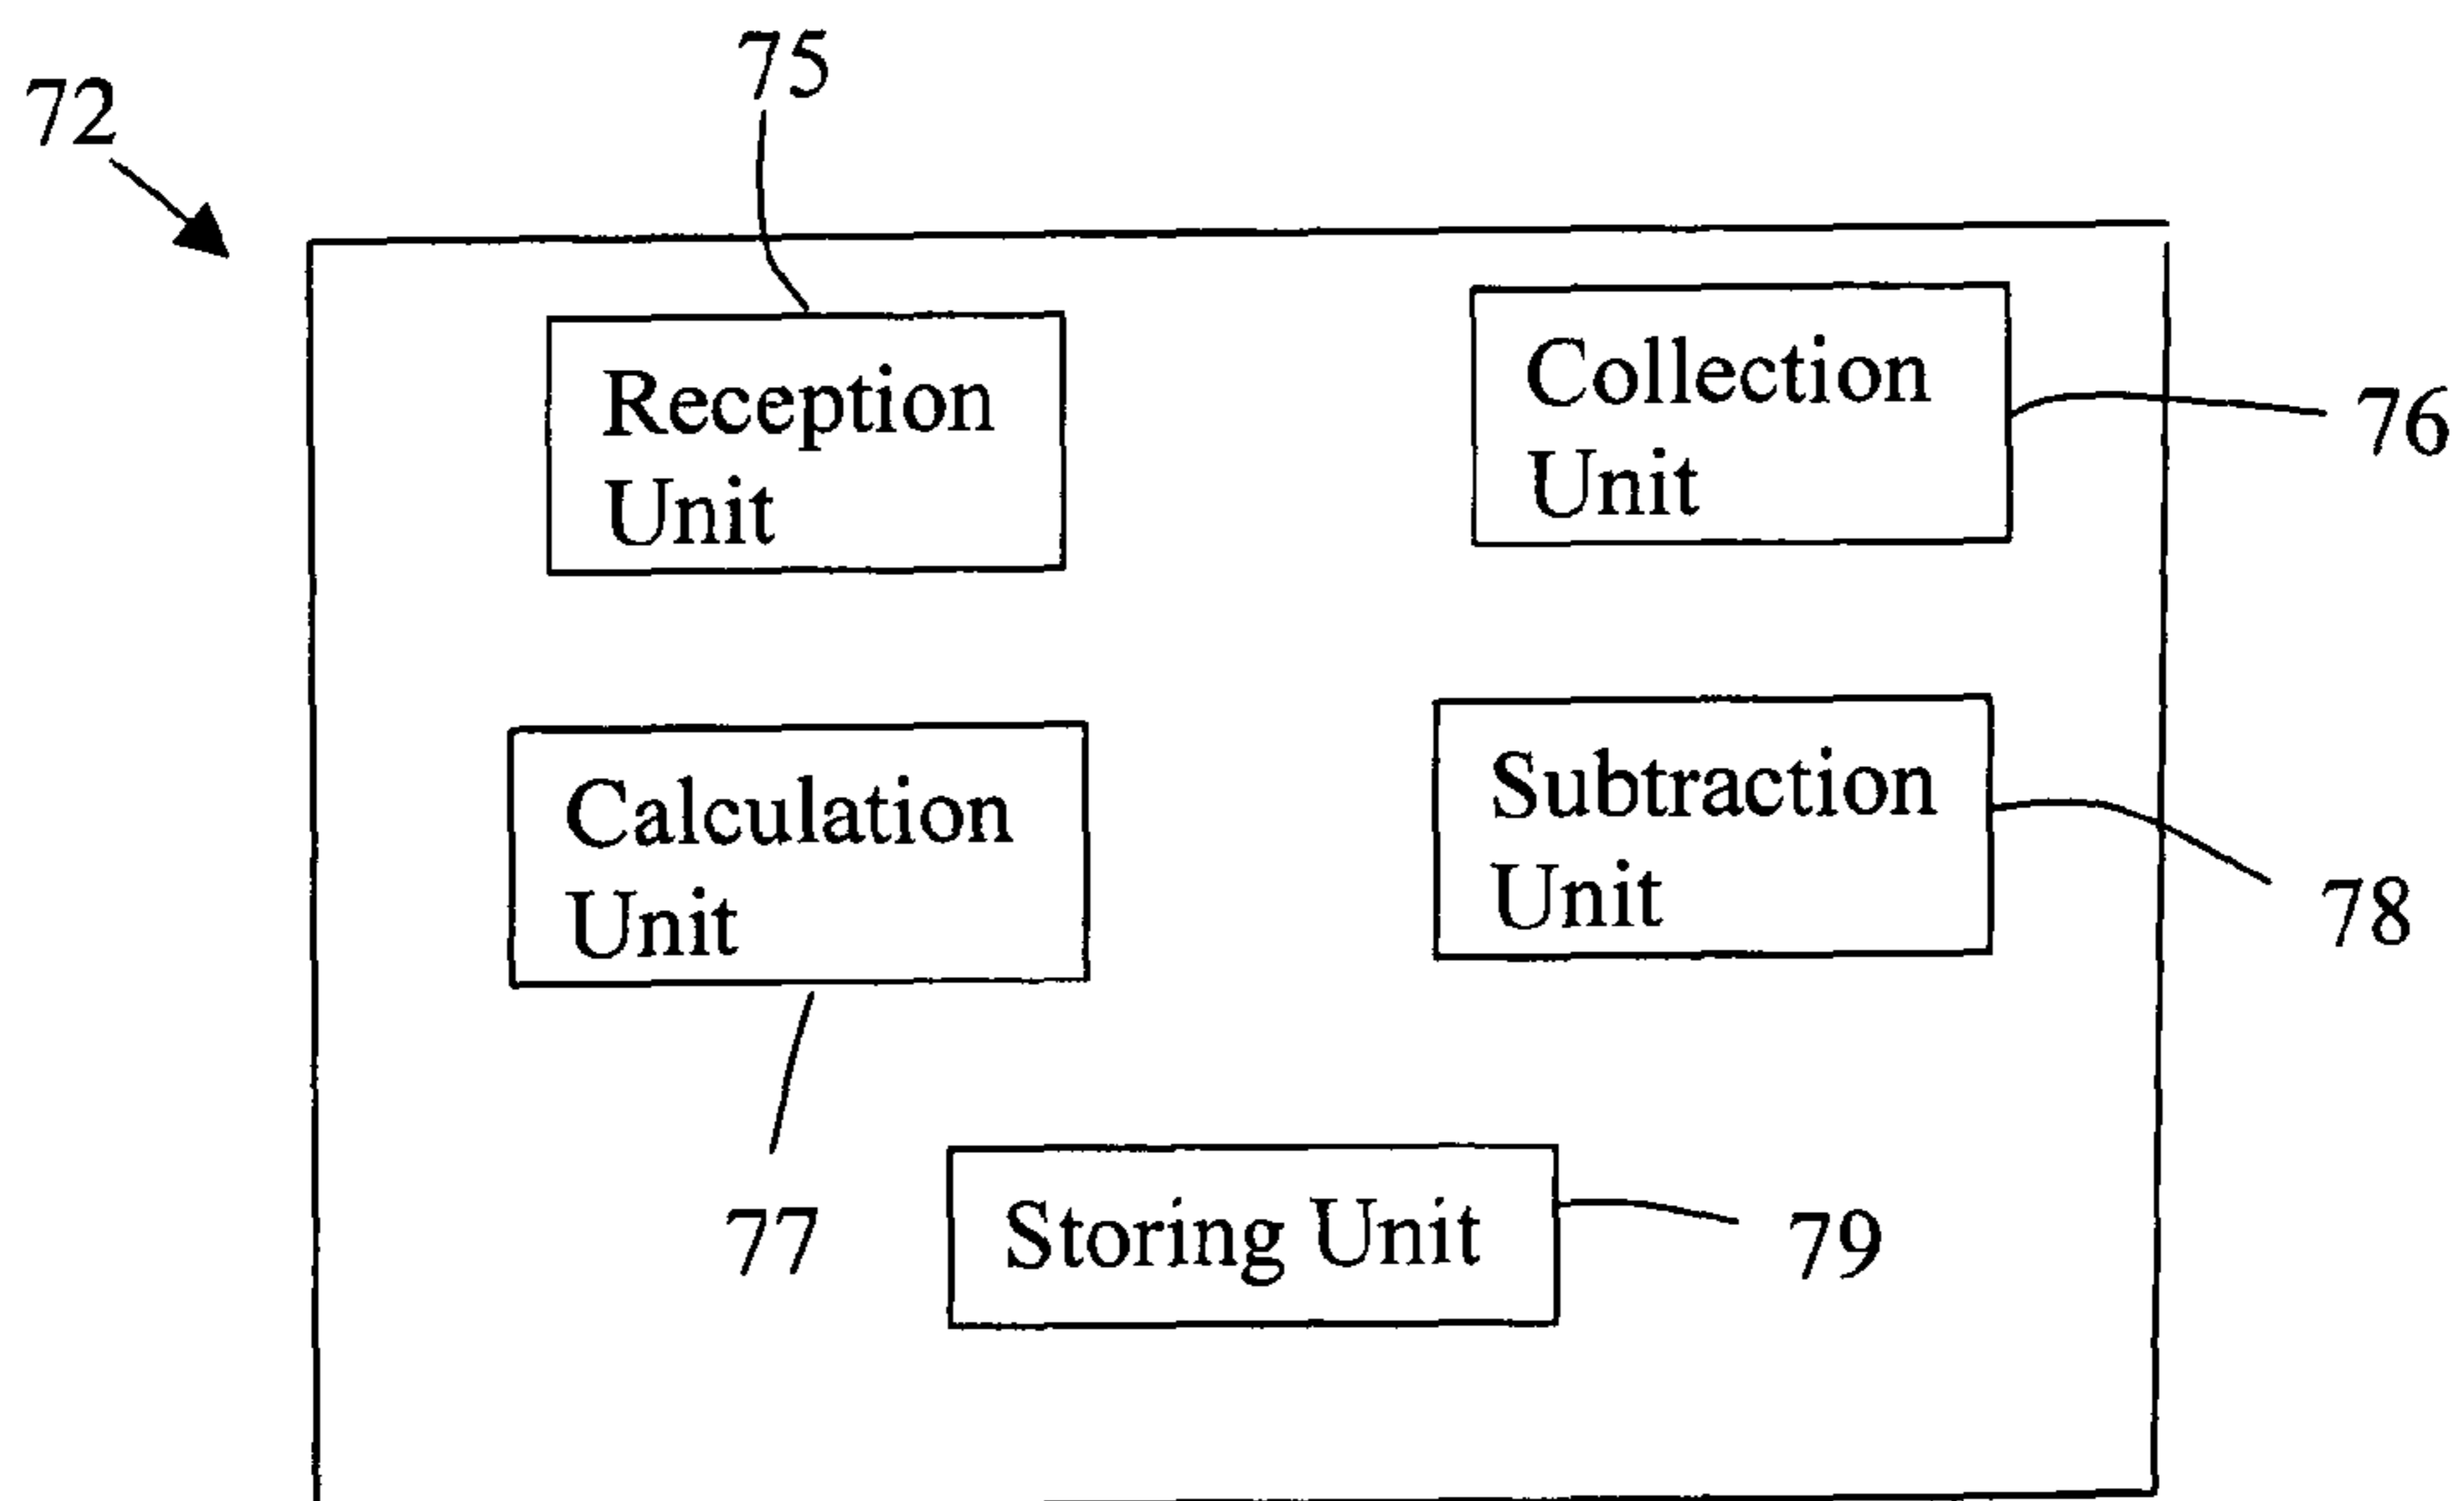 75
72
Reception
Unit
Collection
Unit
76
Calculation
Unit
Subtraction
Unit
78
77
Storing Unit
79